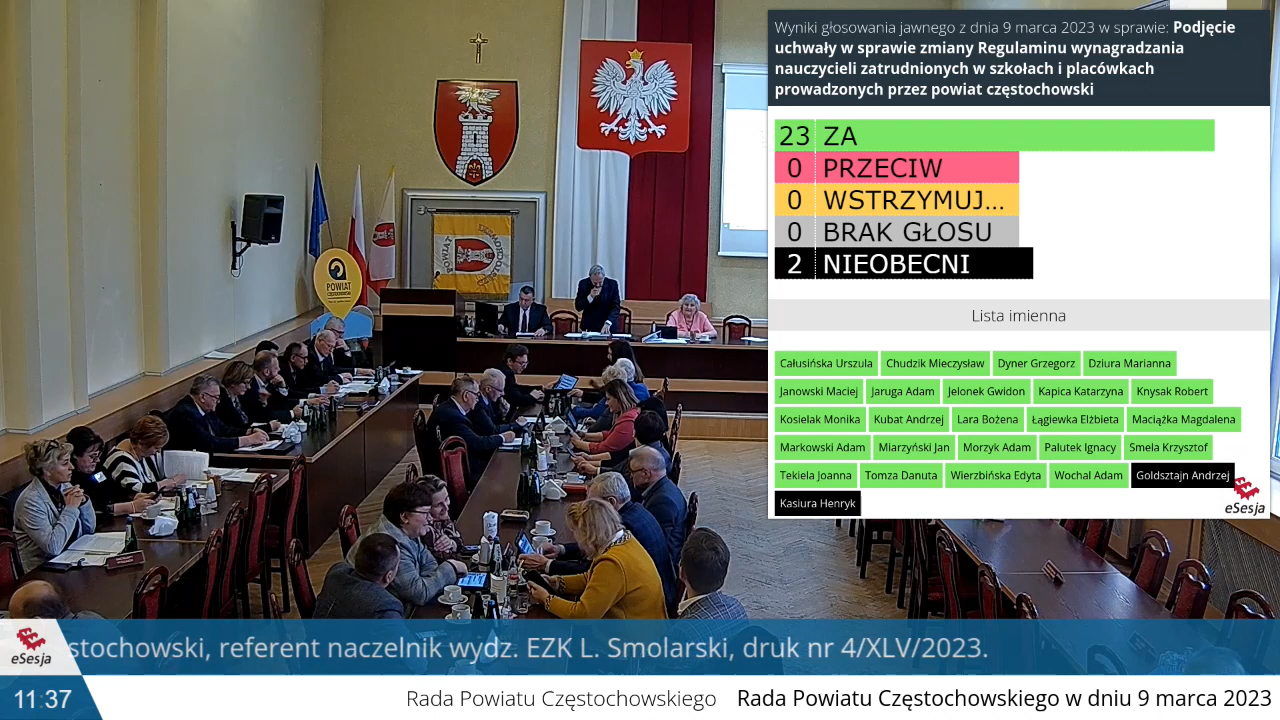 Wyniki głosowania jawnego z dnia 9 marca 2023 w sprawie: Podjęcie
uchwały w sprawie zmiany Regulaminu wynagradzania
nauczycieli zatrudnionych w szkołach i placówkach
prowadzonych przez powiat częstochowski
23 ZA
0 PRZECIW
0 WSTRZYMUJ...
0 BRAK GŁOSU
2 NIEOBECNI
Lista imienna
Całusińska Urszula Chudzik Mieczysław Dyner Grzegorz Dziura Marianna
Janowski Maciej Jaruga Adam Jelonek Gwidon Kapica Katarzyna Knysak Robert
Kosielak Monika Kubat Andrzej Lara Bożena Łągiewka Elżbieta Maciążka Magdalena
Markowski Adam Miarzyński Jan Morzyk Adam Pałutek Ignacy Smela Krzysztof
Tekiela Joanna Tomza Danuta Wierzbińska Edyta Wochal Adam Goldsztajn Andrzej
Kasiura Henryk
eSesja
POWIAT
CZĘSTOCHOWSKI
POWIAT
eSesja
stochowski, referent naczelnik wydz. EZK L. Smolarski, druk nr 4/XLV/2023.
11:37
Rada Powiatu Częstochowskiego Rada Powiatu Częstochowskiego w dniu 9 marca 2023